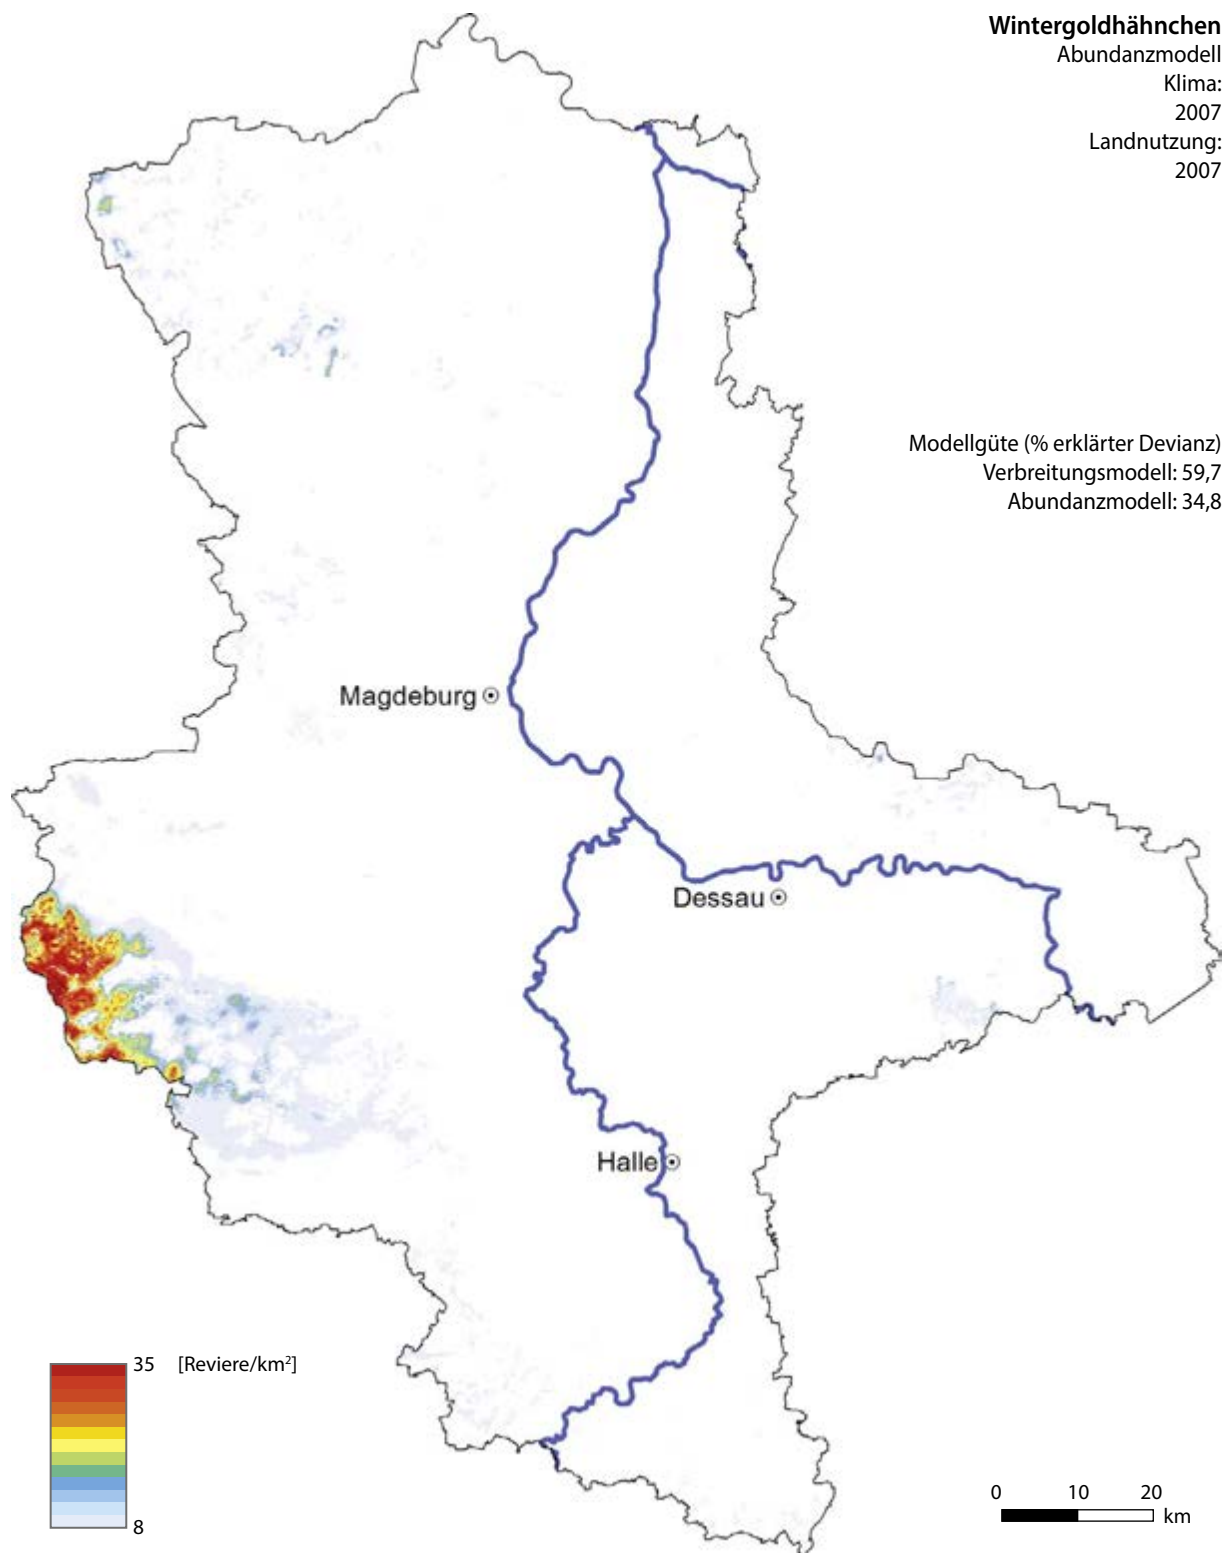 Wintergoldhähnchen
Abundanzmodell
Klima:
2007
Landnutzung:
2007
Modellgüte (% erklärter Devianz)
Verbreitungsmodell: 59,7
Abundanzmodell: 34,8
Magdeburg
Dessau
Halle
35 [Reviere/km²]
8
0 10 20
km